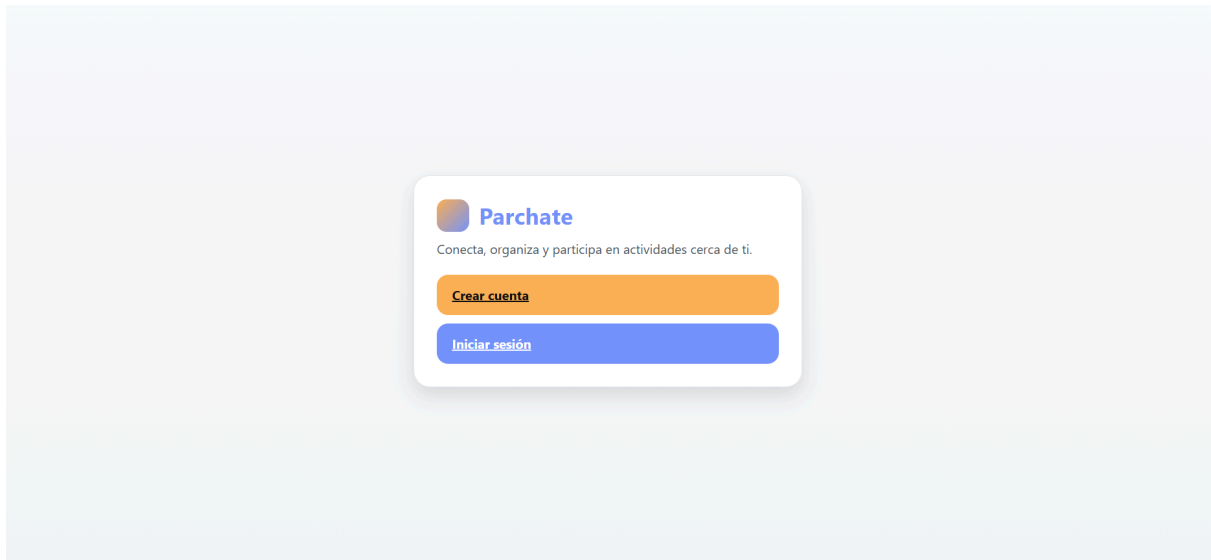 Parchate
Conecta, organiza y participa en actividades cerca de ti.
Crear cuenta
Iniciar sesión